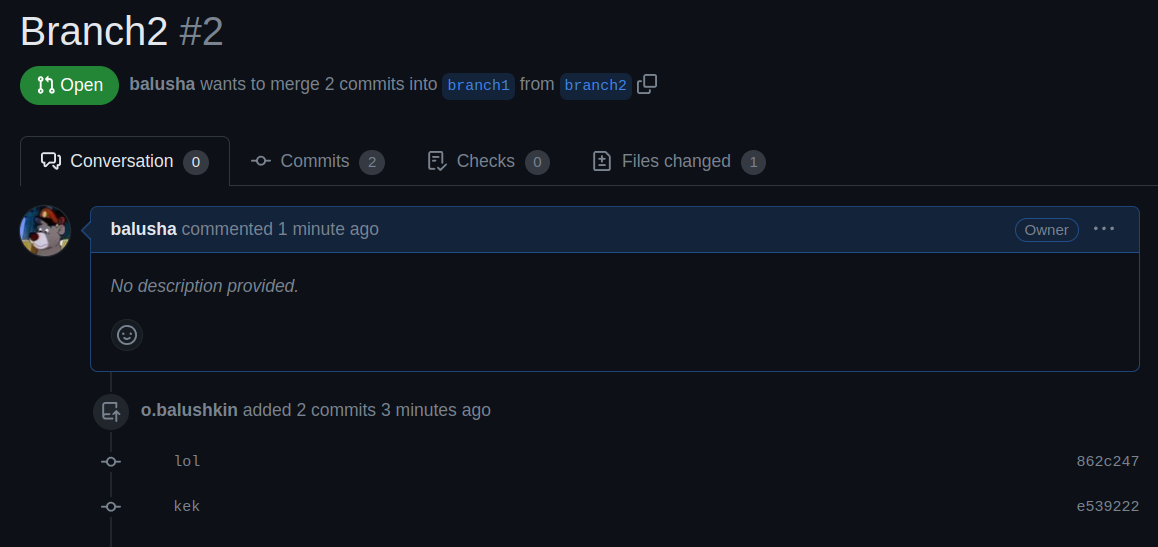 Branch2 #2
Open balusha wants to merge 2 commits into branch1 from branch2
Conversation 0 Commits 2 Checks 0 Files changed 1
balusha commented 1 minute ago Owner
No description provided.
o.balushkin added 2 commits 3 minutes ago
lol 862c247
kek e539222